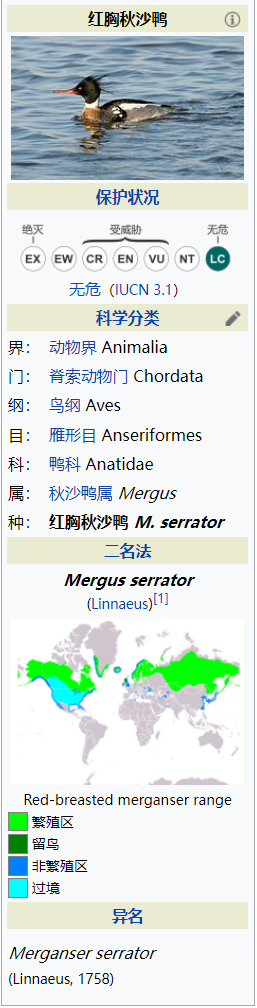 红胸秋沙鸭
保护状况
绝灭 受威胁 无危
EX EW CR EN VU NT LC
无危 (IUCN 3.1)
科学分类
界： 动物界 Animalia
门： 脊索动物门 Chordata
纲： 鸟纲 Aves
目： 雁形目 Anseriformes
科： 鸭科 Anatidae
属： 秋沙鸭属 Mergus
种： 红胸秋沙鸭 M. serrator
二名法
Mergus serrator
(Linnaeus)[1]
Red-breasted merganser range
繁殖区
留鸟
非繁殖区
过境
异名
Merganser serrator
(Linnaeus, 1758)